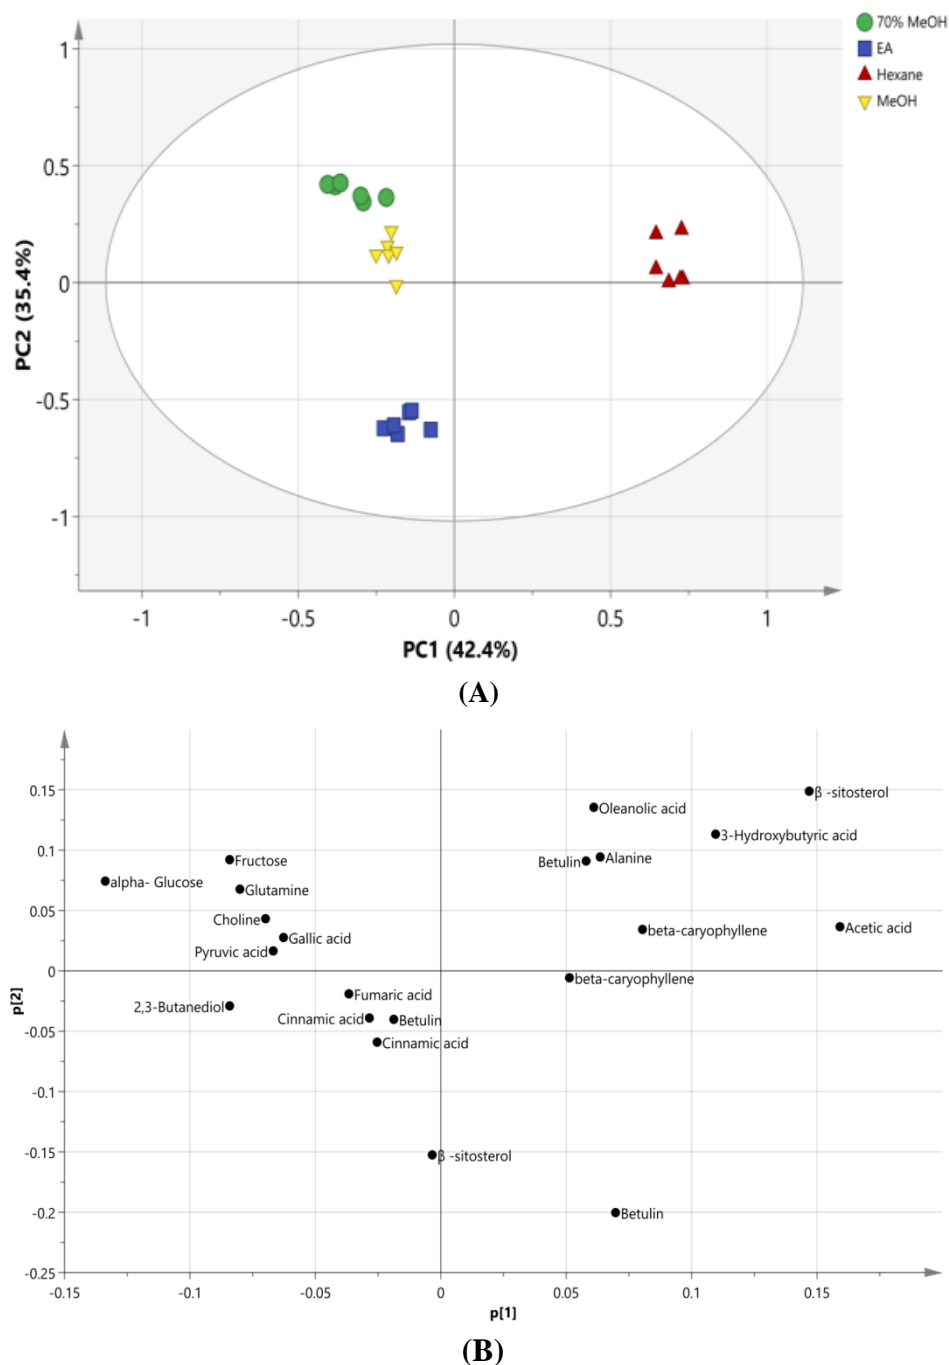 70% MeOH
EA
Hexane
MeOH
1
0.5
0
-0.5
-1
PC2 (35.4%)
-1 -0.5 0 0.5 1
PC1 (42.4%)
(A)
0.15
0.1
0.05
0
-0.05
-0.1
-0.15
-0.2
-0.25
p[2]
β -sitosterol
Oleanolic acid
3-Hydroxybutyric acid
Betulin
Alanine
Fructose
alpha- Glucose
Glutamine
Choline
Gallic acid
Pyruvic acid
beta-caryophyllene
Acetic acid
beta-caryophyllene
Fumaric acid
2,3-Butanediol
Cinnamic acid
Betulin
Cinnamic acid
β -sitosterol
Betulin
-0.15 -0.1 -0.05 0 0.05 0.1 0.15
p[1]
(B)